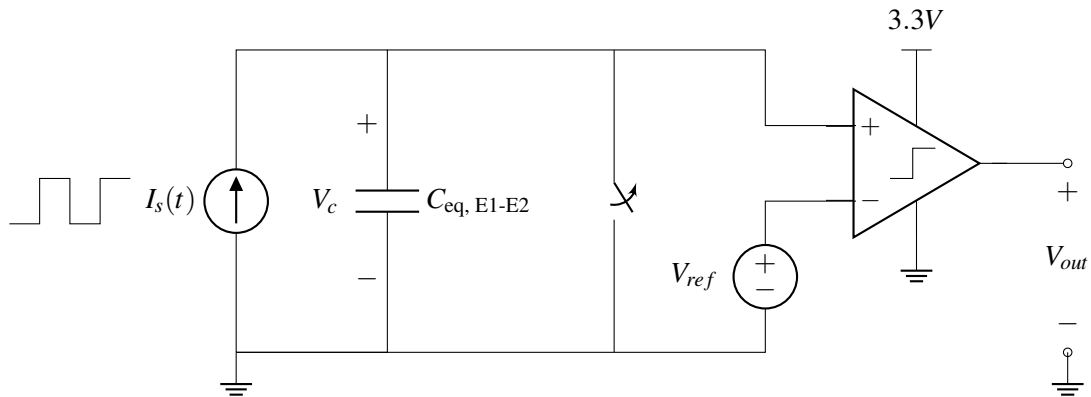 3.3V
+
+
I_s(t)
V_c
C_eq, E1-E2
−
−
+
−
V_ref
+
V_out
−